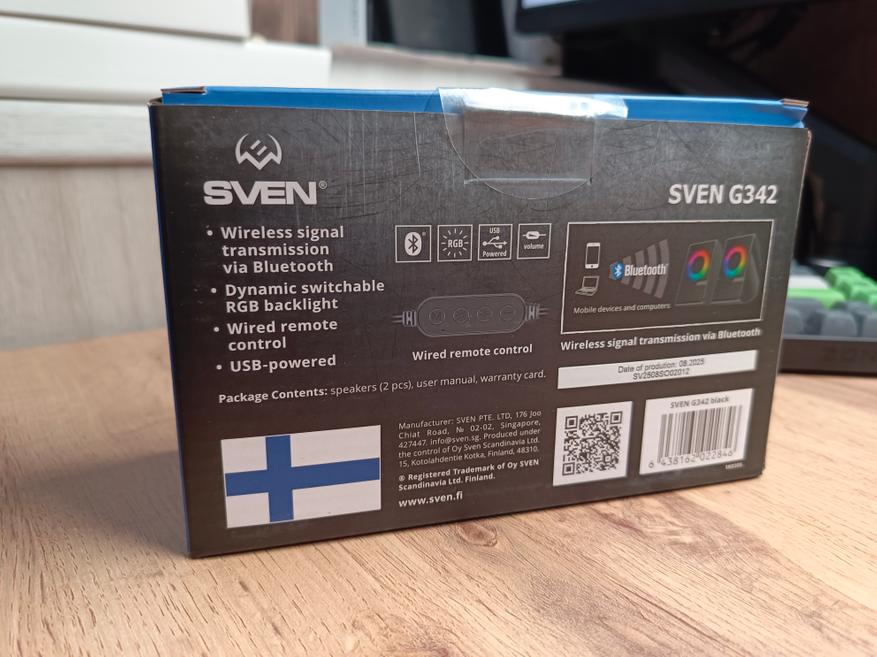 SVEN®
SVEN G342
• Wireless signal
transmission
via Bluetooth
• Dynamic switchable
RGB backlight
• Wired remote
control
• USB-powered
RGB
USB
Powered
volume
Wired remote control
Bluetooth®
Mobile devices and computers
Wireless signal transmission via Bluetooth
Date of prodution: 08.2025
SV2508SO02012
Package Contents: speakers (2 pcs), user manual, warranty card.
Manufacturer: SVEN PTE. LTD, 176 Joo
Chiat Road, № 02-02, Singapore,
427447. info@sven.sg. Produced under
the control of Oy Sven Scandinavia Ltd.
15, Kotolahdentie Kotka, Finland, 48310.
® Registered Trademark of Oy SVEN
Scandinavia Ltd. Finland.
www.sven.fi
SVEN G342 black
6 438162 022846